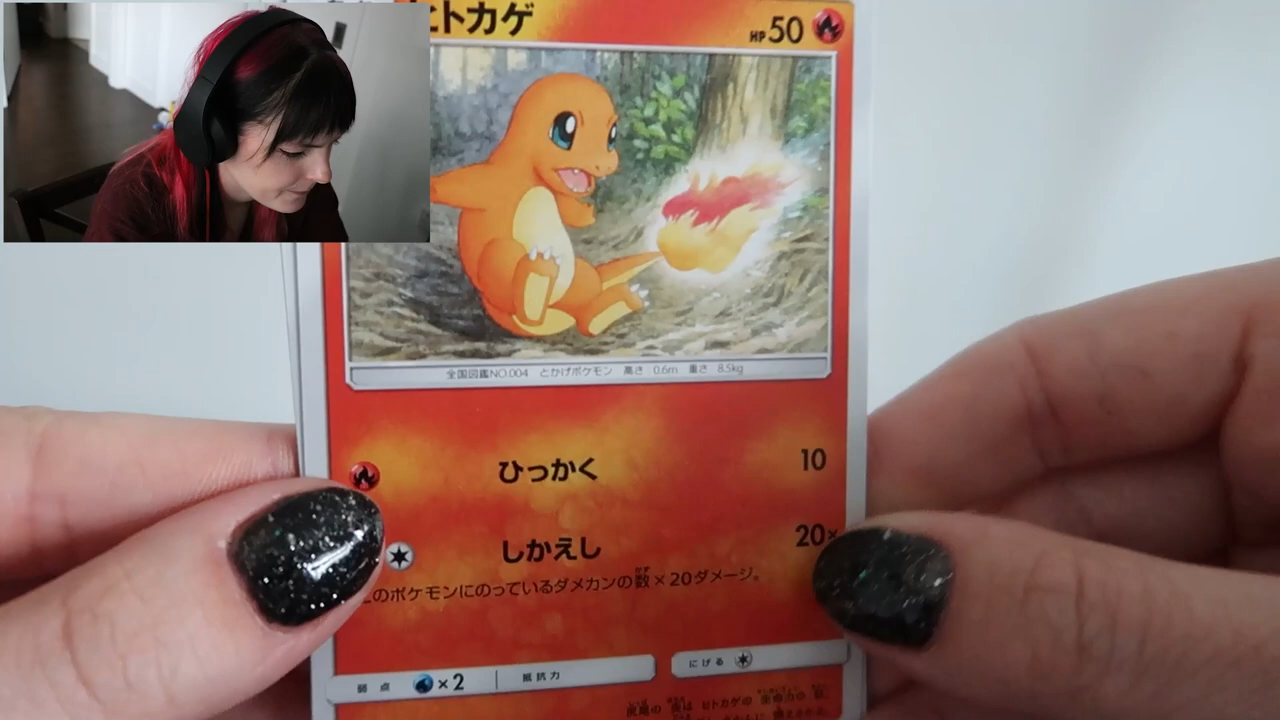 ヒトカゲ HP 50
全国図鑑NO.004 とかげポケモン 高さ 0.6m 重さ 8.5kg
ひっかく 10
しかえし 20×
このポケモンにのっているダメカンの数×20ダメージ。
弱点 ×2 抵抗力 にげる